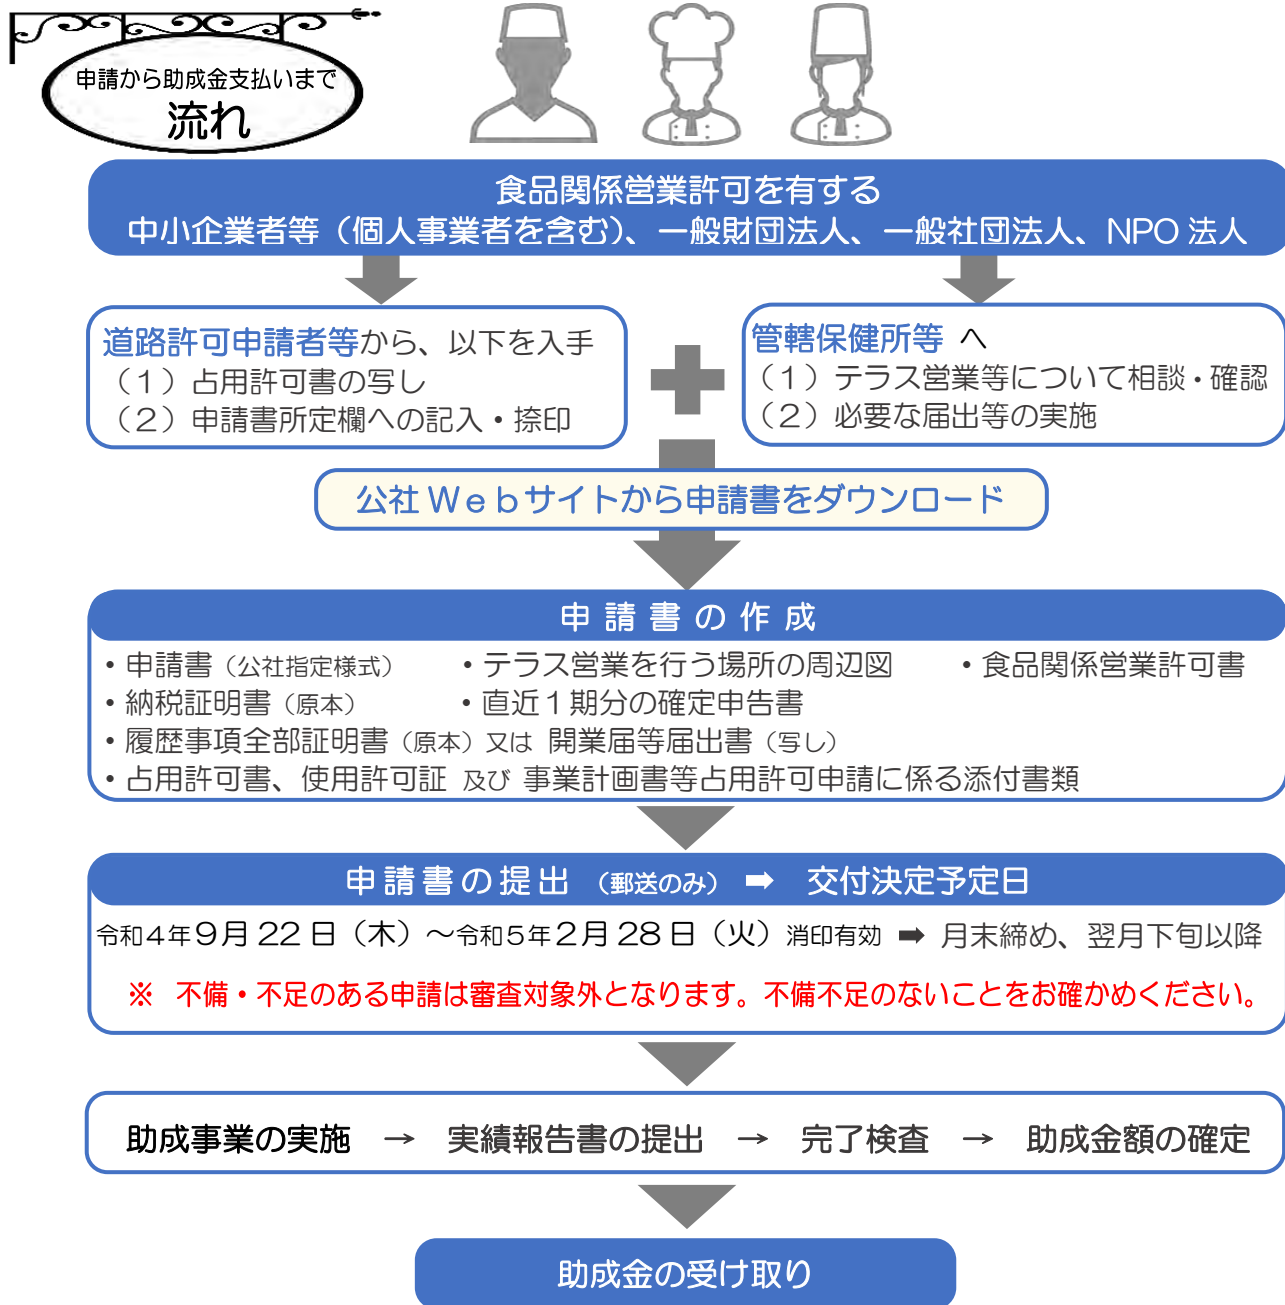 申請から助成金支払いまで
流れ
食品関係営業許可を有する
中小企業者等（個人事業者を含む）、一般財団法人、一般社団法人、NPO 法人
道路許可申請者等から、以下を入手
（１）占用許可書の写し
（２）申請書所定欄への記入・捺印
管轄保健所等 へ
（１）テラス営業等について相談・確認
（２）必要な届出等の実施
公社 Ｗｅｂサイトから申請書をダウンロード
申 請 書 の 作 成
・申請書（公社指定様式） ・テラス営業を行う場所の周辺図 ・食品関係営業許可書
・納税証明書（原本） ・直近１期分の確定申告書
・履歴事項全部証明書（原本）又は 開業届等届出書（写し）
・占用許可書、使用許可証 及び 事業計画書等占用許可申請に係る添付書類
申請書の提出 （郵送のみ） ➡ 交付決定予定日
令和４年９月 22 日（木）～令和５年２月 28 日（火）消印有効 ➡ 月末締め、翌月下旬以降
※ 不備・不足のある申請は審査対象外となります。不備不足のないことをお確かめください。
助成事業の実施 → 実績報告書の提出 → 完了検査 → 助成金額の確定
助成金の受け取り